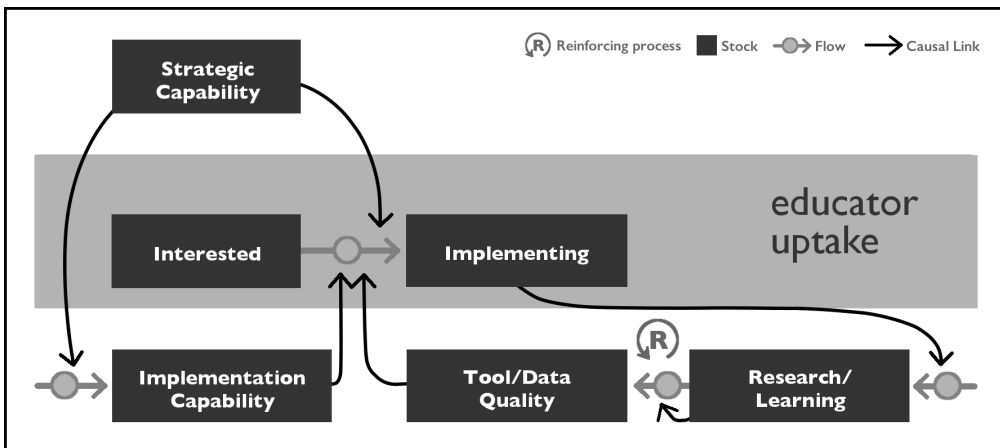 R Reinforcing process Stock Flow Causal Link
Strategic
Capability
educator
uptake
Interested
Implementing
R
Implementation
Capability
Tool/Data
Quality
Research/
Learning